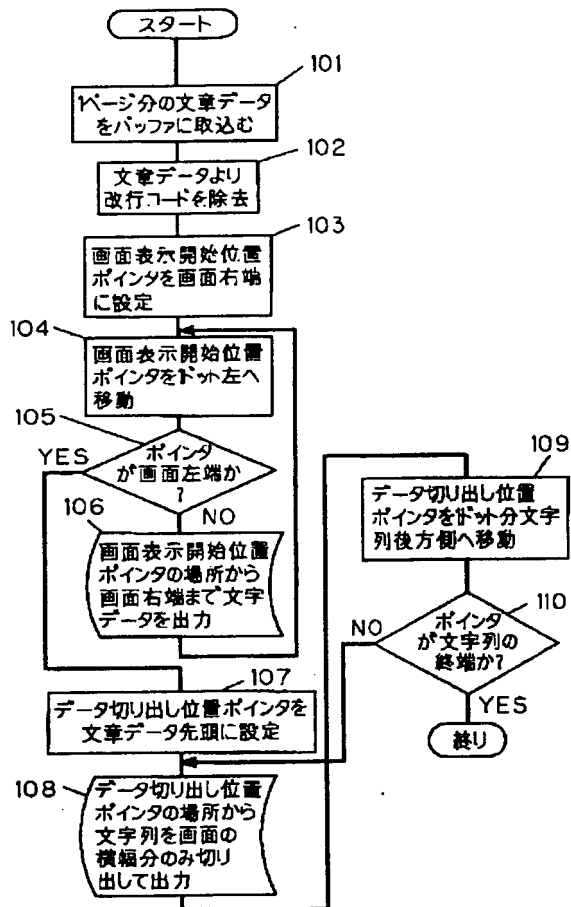 スタート
101
1ページ分の文章データ
をバッファに取込む
102
文章データより
改行コードを除去
103
画面表示開始位置
ポインタを画面右端
に設定
104
画面表示開始位置
ポインタを1ドット左へ
移動
105
ポインタ
が画面左端か
?
YES
NO
106
画面表示開始位置
ポインタの場所から
画面右端まで文字
データを出力
107
データ切り出し位置ポインタを
文章データ先頭に設定
108
データ切り出し位置
ポインタの場所から
文字列を画面の
横幅分のみ切り
出して出力
109
データ切り出し位置
ポインタを1ドット分文字
列後方側へ移動
110
ポインタ
が文字列の
終端か?
NO
YES
終り